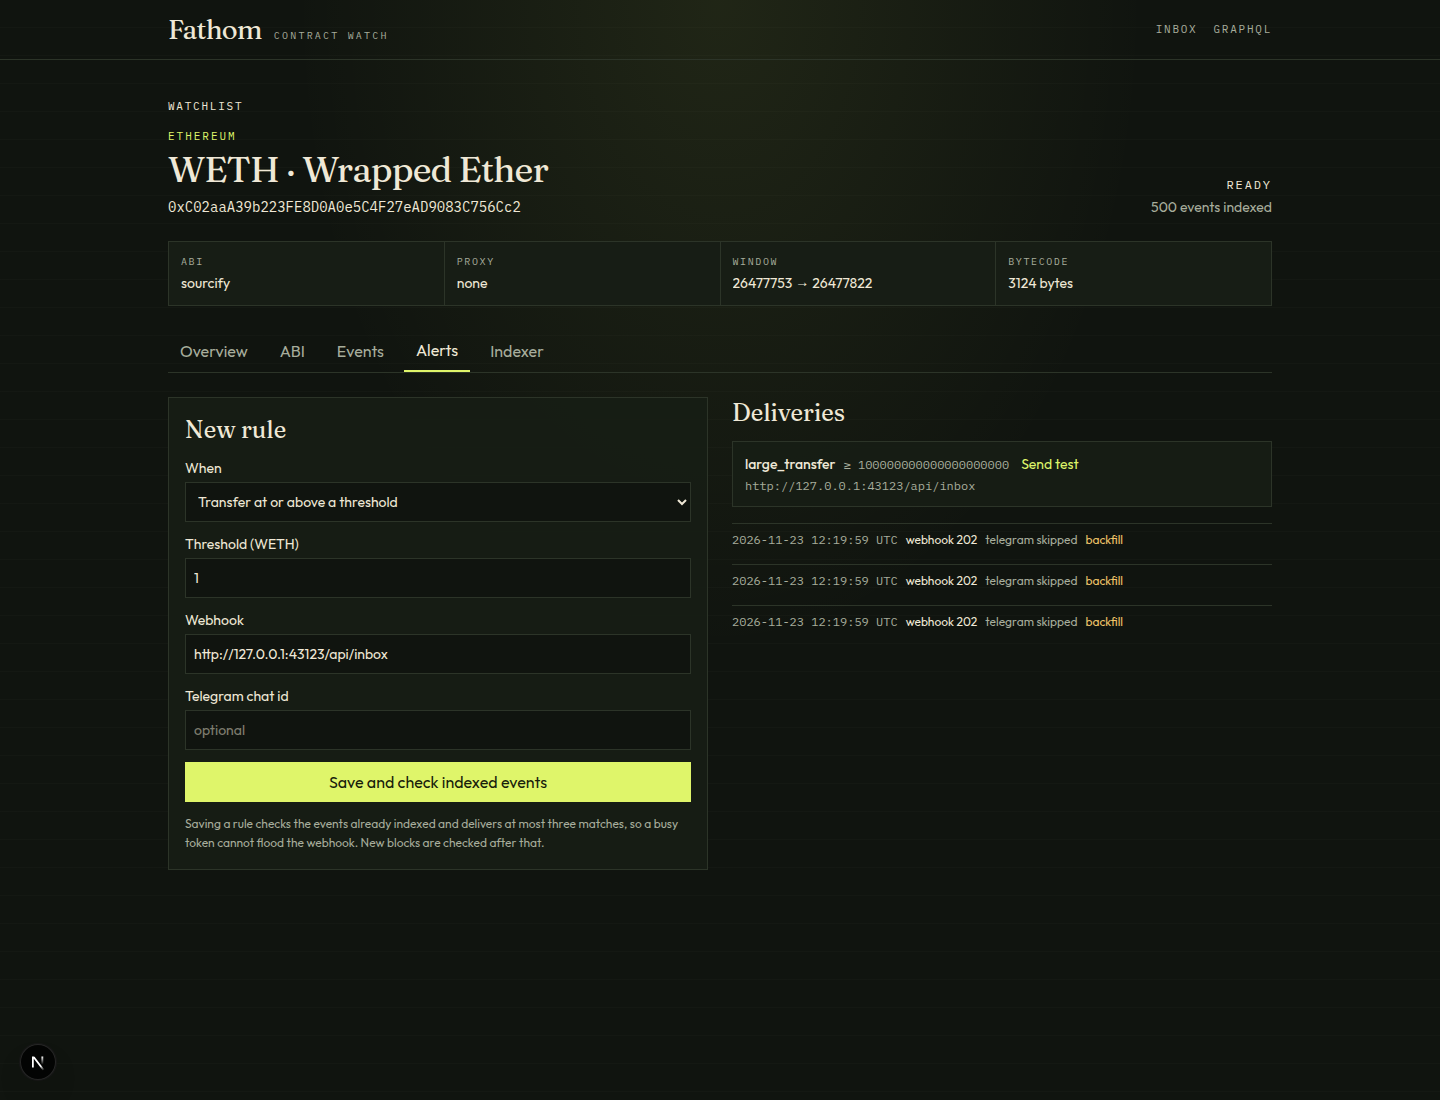 Fathom CONTRACT WATCH
INBOX GRAPHQL
WATCHLIST
ETHEREUM
WETH · Wrapped Ether
0xC02aaA39b223FE8D0A0e5C4F27eAD9083C756Cc2
READY
500 events indexed
ABI
sourcify
PROXY
none
WINDOW
26477753 → 26477822
BYTECODE
3124 bytes
Overview ABI Events Alerts Indexer
New rule
When
Transfer at or above a threshold
Threshold (WETH)
1
Webhook
http://127.0.0.1:43123/api/inbox
Telegram chat id
optional
Save and check indexed events
Saving a rule checks the events already indexed and delivers at most three matches, so a busy
token cannot flood the webhook. New blocks are checked after that.
Deliveries
large_transfer ≥ 100000000000000000000 Send test
http://127.0.0.1:43123/api/inbox
2026-11-23 12:19:59 UTC webhook 202 telegram skipped backfill
2026-11-23 12:19:59 UTC webhook 202 telegram skipped backfill
2026-11-23 12:19:59 UTC webhook 202 telegram skipped backfill
N